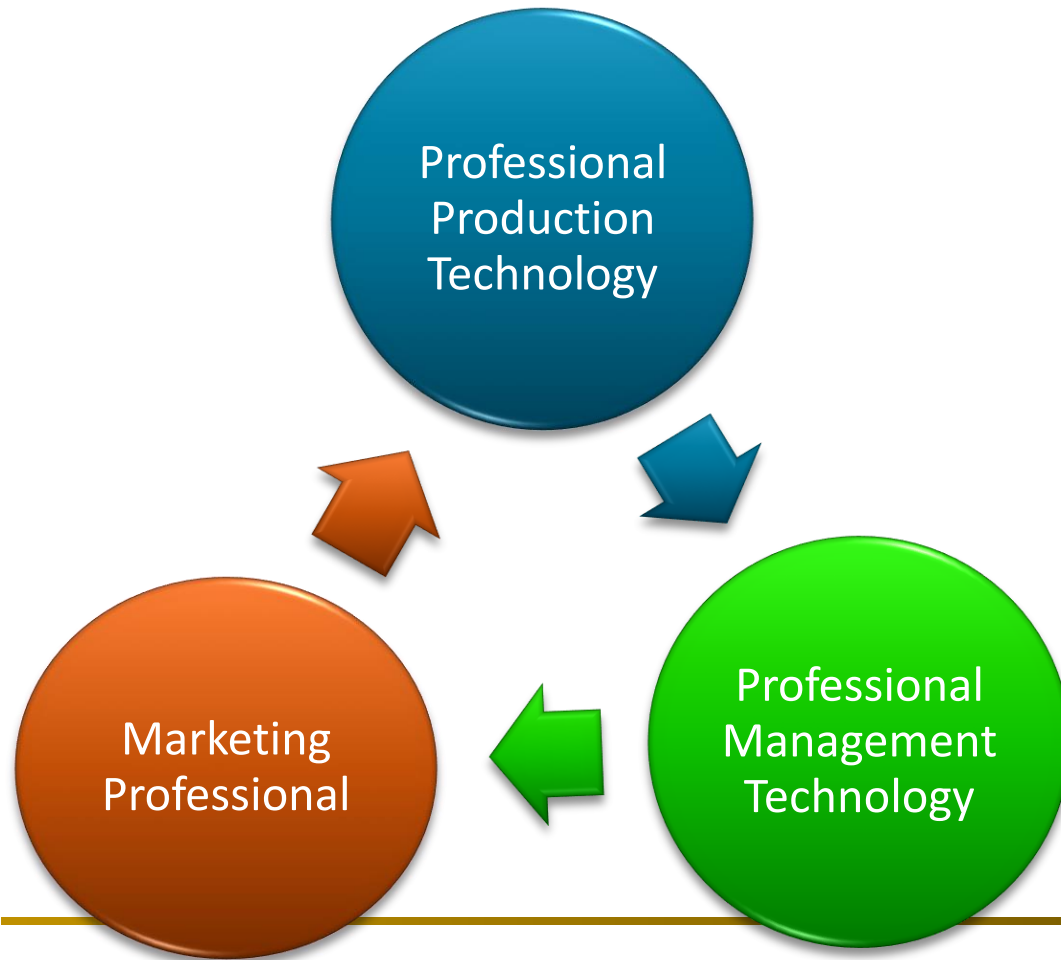 Professional
Production
Technology
Professional
Management
Technology
Marketing
Professional